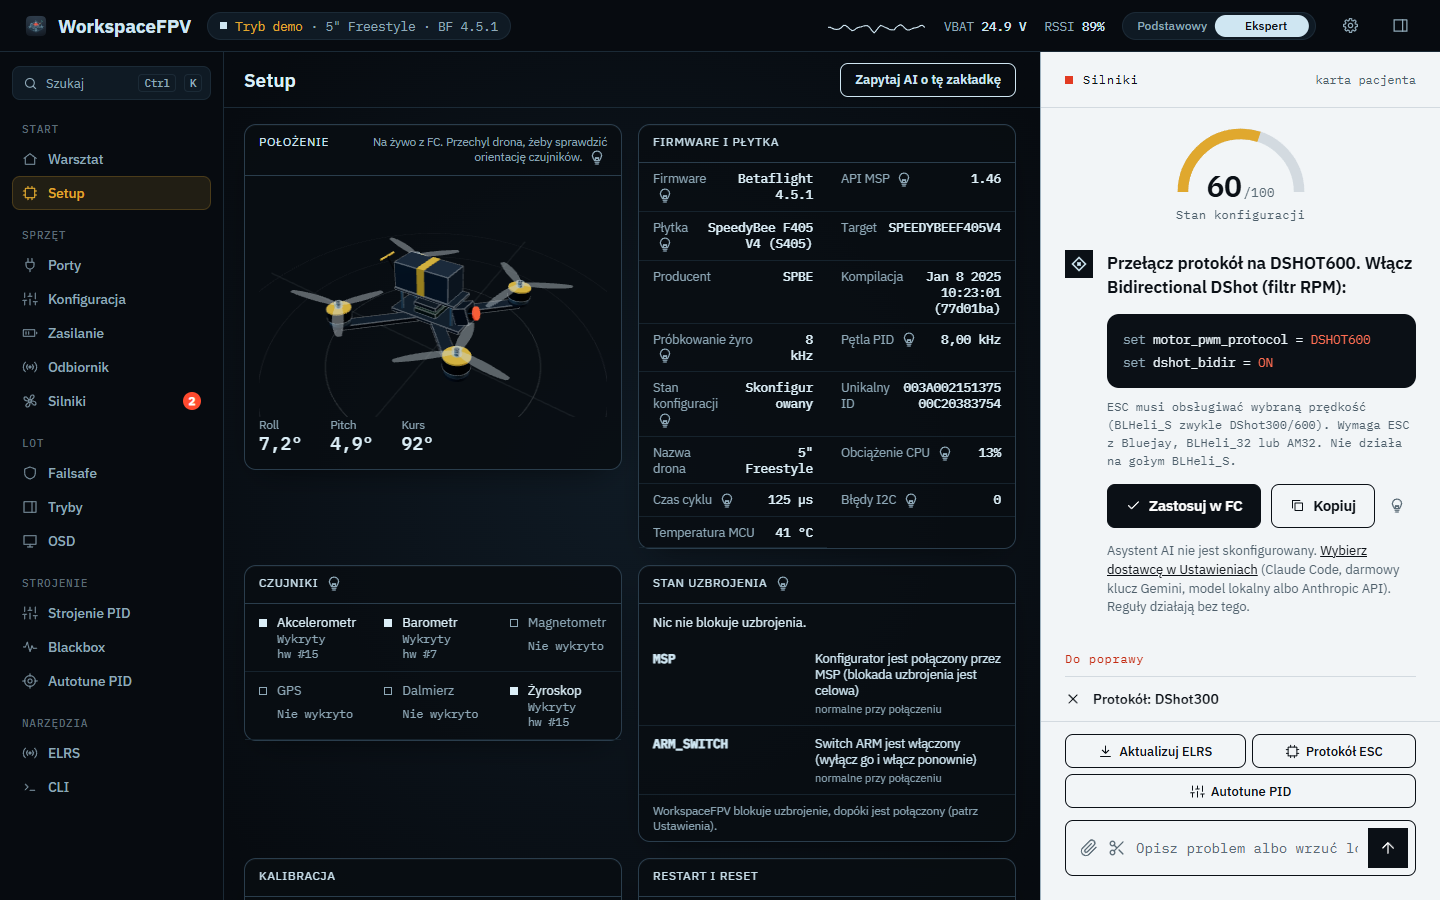 WorkspaceFPV
Tryb demo · 5" Freestyle · BF 4.5.1
VBAT 24.9 V
RSSI 89%
Podstawowy
Ekspert
Szukaj
Ctrl
K
START
Warsztat
Setup
SPRZĘT
Porty
Konfiguracja
Zasilanie
Odbiornik
Silniki
2
LOT
Failsafe
Tryby
OSD
STROJENIE
Strojenie PID
Blackbox
Autotune PID
NARZĘDZIA
ELRS
CLI
Setup
Zapytaj AI o tę zakładkę
POŁOŻENIE
Na żywo z FC. Przechyl drona, żeby sprawdzić
orientację czujników.
Roll
7,2°
Pitch
4,9°
Kurs
92°
FIRMWARE I PŁYTKA
Firmware
Betaflight
4.5.1
API MSP
1.46
Płytka
SpeedyBee F405
V4 (S405)
Target
SPEEDYBEEF405V4
Producent
SPBE
Kompilacja
Jan 8 2025
10:23:01
(77d01ba)
Próbkowanie żyro
8
kHz
Pętla PID
8,00 kHz
Stan
konfiguracji
Skonfigur
owany
Unikalny
ID
003A002151375
00C20383754
Nazwa
drona
5"
Freestyle
Obciążenie CPU
13%
Czas cyklu
125 µs
Błędy I2C
0
Temperatura MCU
41 °C
CZUJNIKI
Akcelerometr
Wykryty
hw #15
Barometr
Wykryty
hw #7
Magnetometr
Nie wykryto
GPS
Nie wykryto
Dalmierz
Nie wykryto
Żyroskop
Wykryty
hw #15
STAN UZBROJENIA
Nic nie blokuje uzbrojenia.
MSP
Konfigurator jest połączony przez
MSP (blokada uzbrojenia jest
celowa)
normalne przy połączeniu
ARM_SWITCH
Switch ARM jest włączony
(wyłącz go i włącz ponownie)
normalne przy połączeniu
WorkspaceFPV blokuje uzbrojenie, dopóki jest połączony (patrz
Ustawienia).
KALIBRACJA
RESTART I RESET
Silniki
karta pacjenta
60/100
Stan konfiguracji
Przełącz protokół na DSHOT600. Włącz
Bidirectional DShot (filtr RPM):
set motor_pwm_protocol = DSHOT600
set dshot_bidir = ON
ESC musi obsługiwać wybraną prędkość
(BLHeli_S zwykle DShot300/600). Wymaga ESC
z Bluejay, BLHeli_32 lub AM32. Nie działa
na gołym BLHeli_S.
Zastosuj w FC
Kopiuj
Asystent AI nie jest skonfigurowany. Wybierz
dostawcę w Ustawieniach (Claude Code, darmowy
klucz Gemini, model lokalny albo Anthropic API).
Reguły działają bez tego.
Do poprawy
Protokół: DShot300
Aktualizuj ELRS
Protokół ESC
Autotune PID
Opisz problem albo wrzuć lo